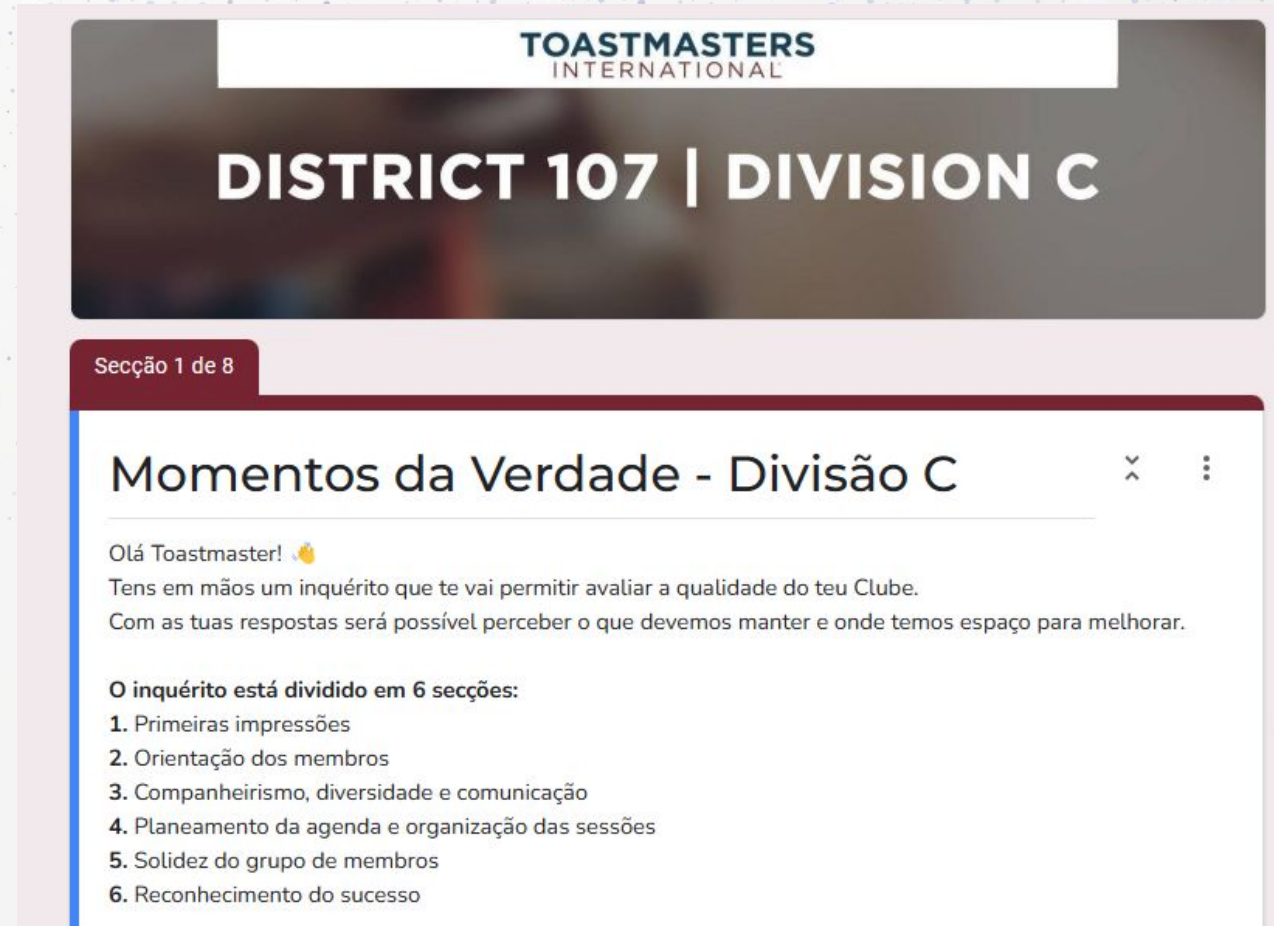 TOASTMASTERS
INTERNATIONAL
DISTRICT 107 | DIVISION C
Secção 1 de 8
Momentos da Verdade - Divisão C
Olá Toastmaster! 👋
Tens em mãos um inquérito que te vai permitir avaliar a qualidade do teu Clube.
Com as tuas respostas será possível perceber o que devemos manter e onde temos espaço para melhorar.
O inquérito está dividido em 6 secções:
1. Primeiras impressões
2. Orientação dos membros
3. Companheirismo, diversidade e comunicação
4. Planeamento da agenda e organização das sessões
5. Solidez do grupo de membros
6. Reconhecimento do sucesso